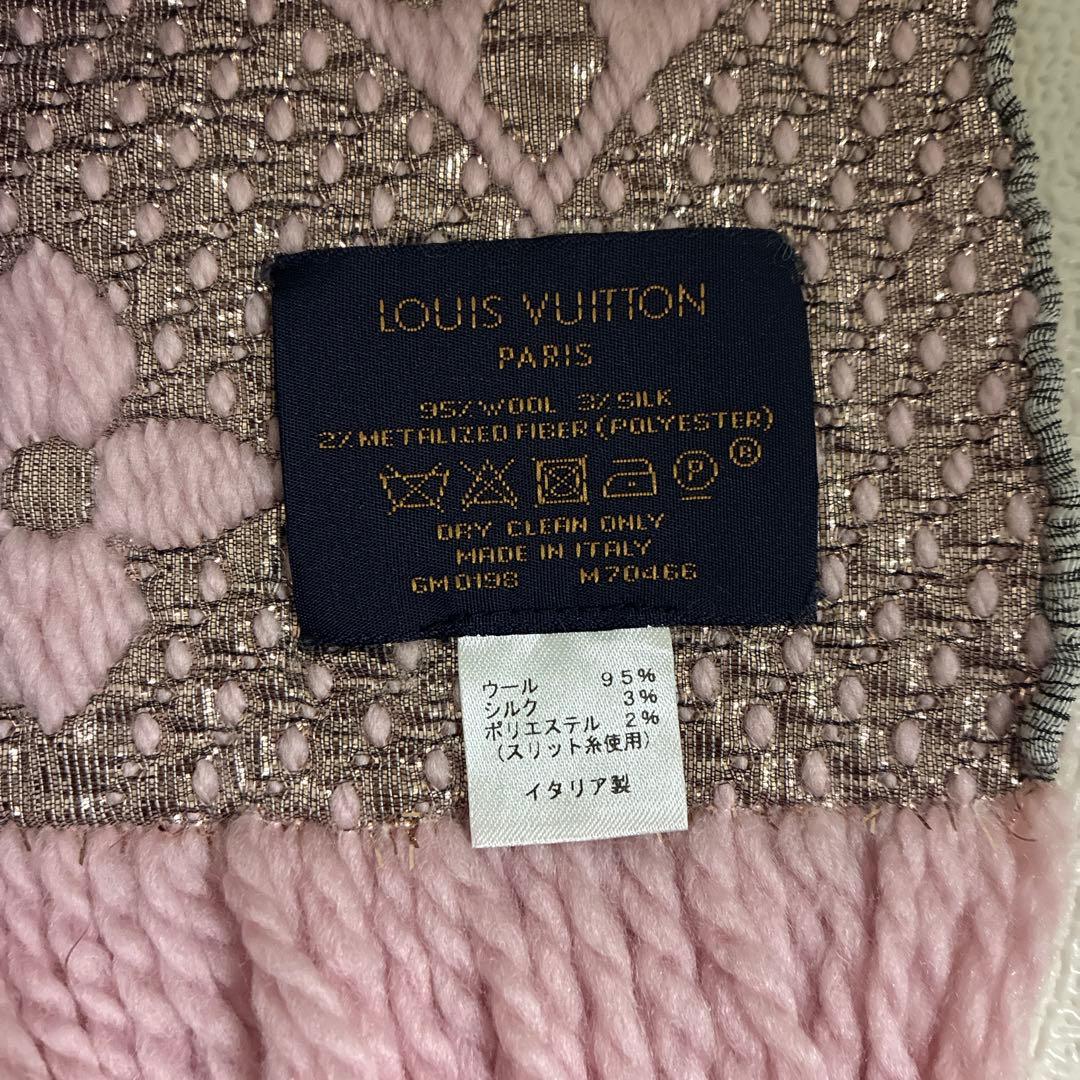 LOUIS VUITTON
PARIS
95% WOOL 3% SILK
2% METALIZED FIBER (POLYESTER)
P ®
DRY CLEAN ONLY
MADE IN ITALY
GM0198 M70466
ウール 95%
シルク 3%
ポリエステル 2%
(スリット糸使用)
イタリア製